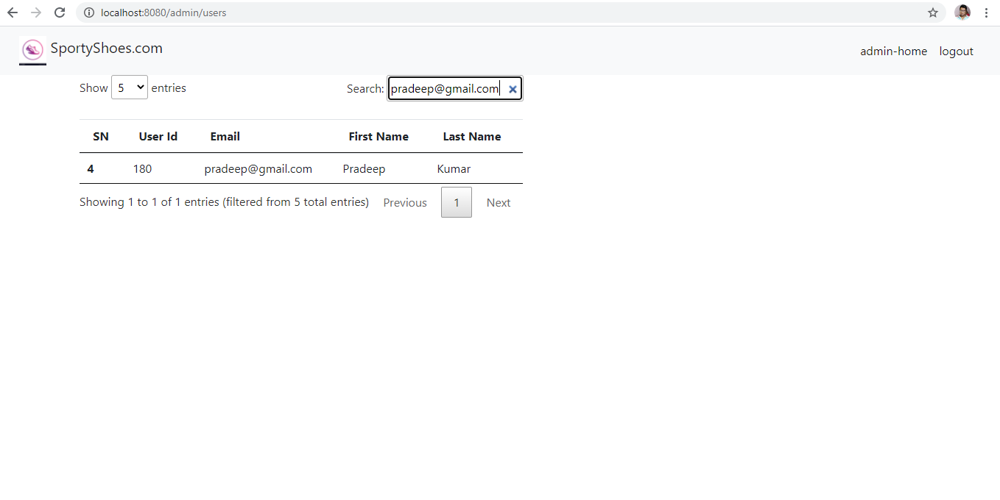 localhost:8080/admin/users
SportyShoes.com
admin-home logout
Show 5 entries Search: pradeep@gmail.com
SN User Id Email First Name Last Name
4 180 pradeep@gmail.com Pradeep Kumar
Showing 1 to 1 of 1 entries (filtered from 5 total entries) Previous 1 Next